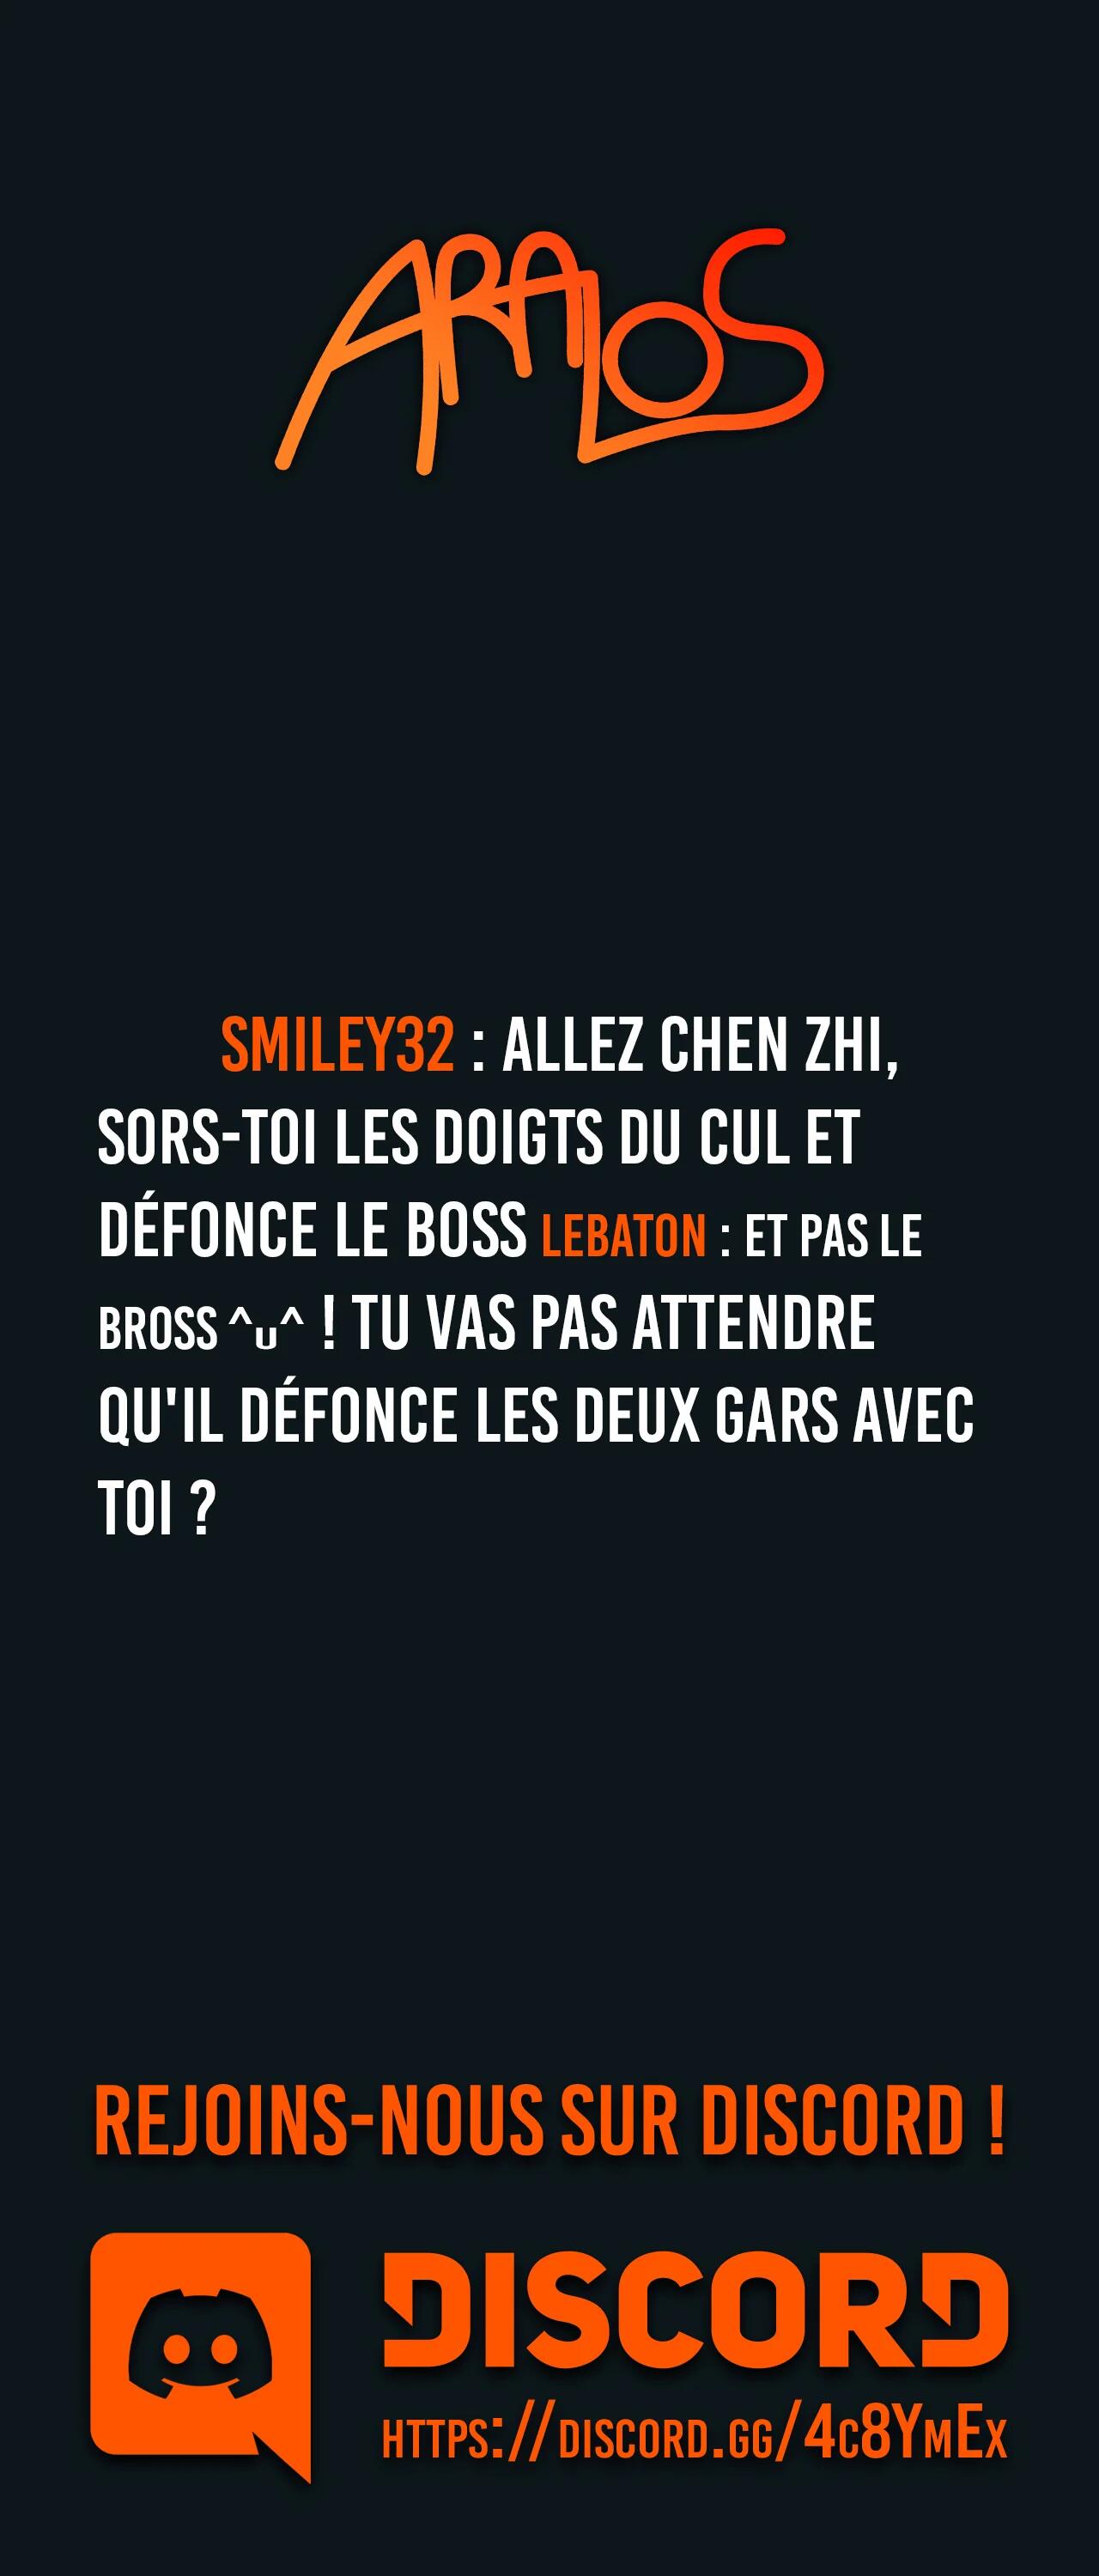 ARALOS
SMILEY32 : ALLEZ CHEN ZHI,
SORS-TOI LES DOIGTS DU CUL ET
DÉFONCE LE BOSS LEBATON : ET PAS LE
BROSS ^u^ ! TU VAS PAS ATTENDRE
QU'IL DÉFONCE LES DEUX GARS AVEC
TOI ?
REJOINS-NOUS SUR DISCORD !
DISCORD
https://discord.gg/4c8YmEx